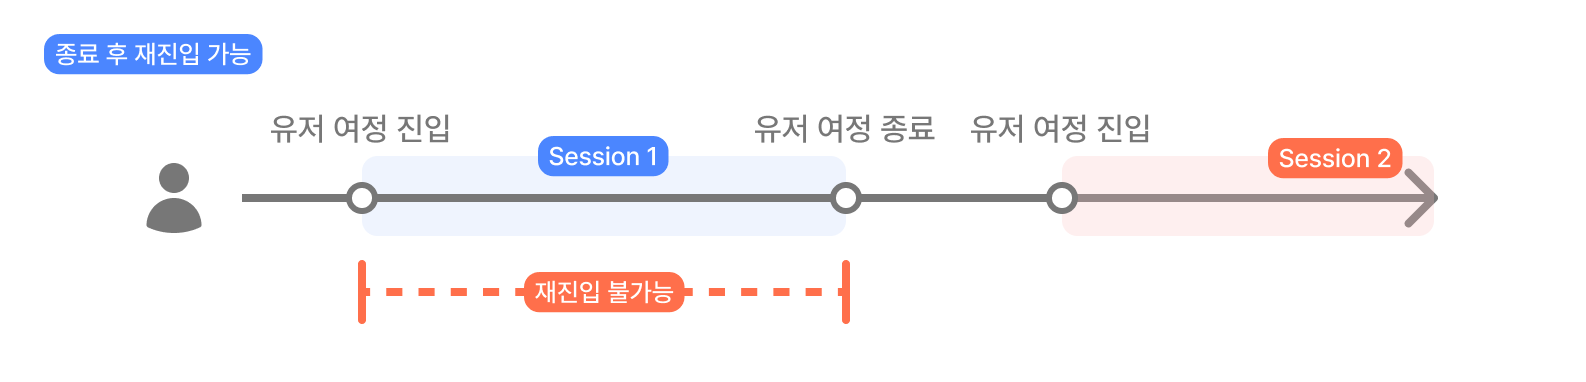 종료 후 재진입 가능
유저 여정 진입
Session 1
유저 여정 종료
유저 여정 진입
Session 2
재진입 불가능